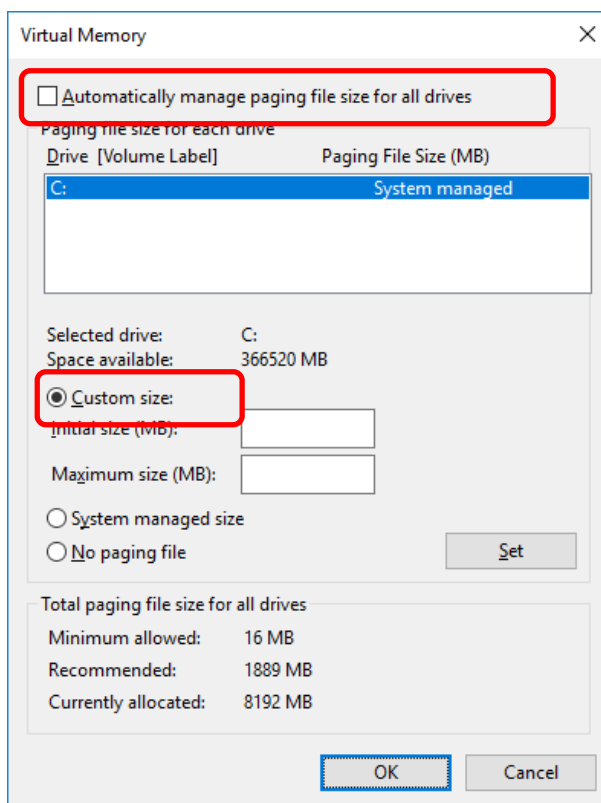 Virtual Memory
Automatically manage paging file size for all drives
Paging file size for each drive
Drive [Volume Label] Paging File Size (MB)
C: System managed
Selected drive: C:
Space available: 366520 MB
Custom size:
Initial size (MB):
Maximum size (MB):
System managed size
No paging file Set
Total paging file size for all drives
Minimum allowed: 16 MB
Recommended: 1889 MB
Currently allocated: 8192 MB
OK Cancel